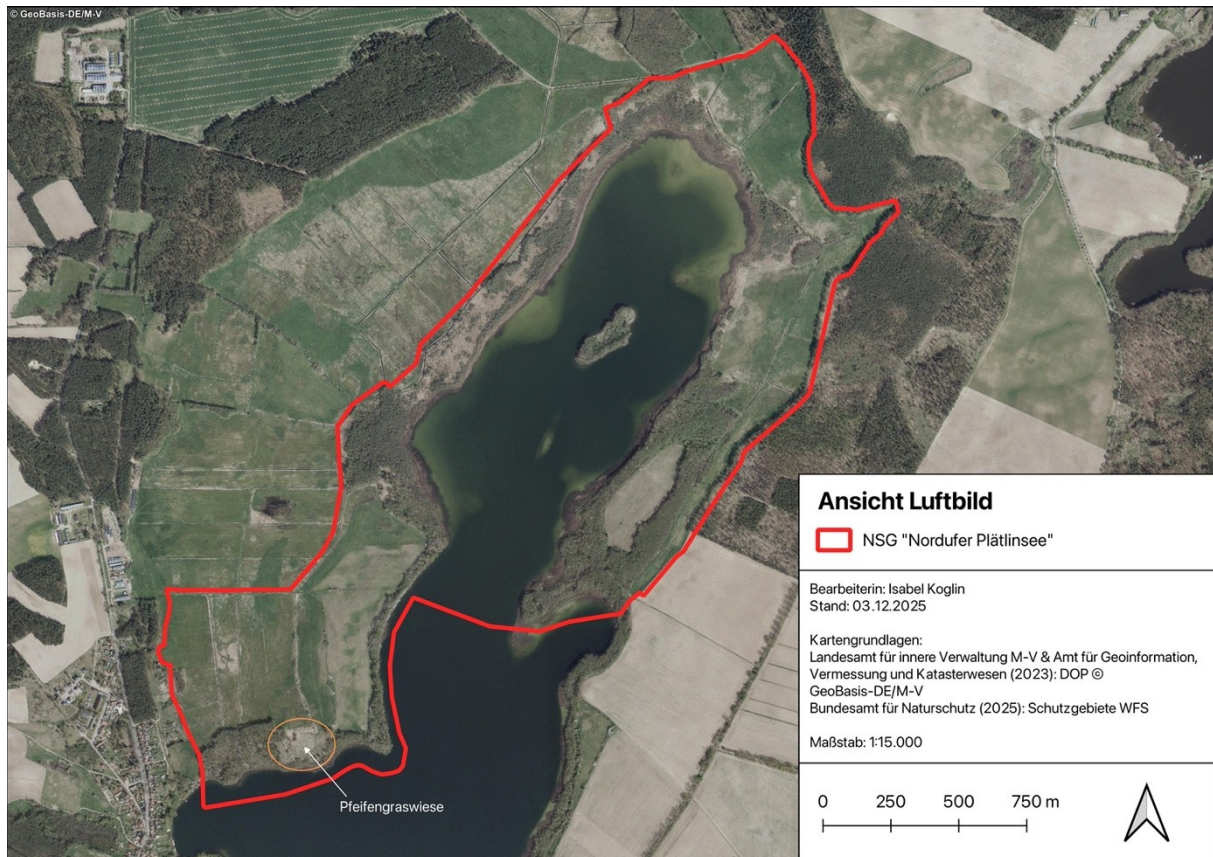 © GeoBasis-DE/M-V
Pfeifengraswiese
Ansicht Luftbild
NSG "Nordufer Plätlinsee"
Bearbeiterin: Isabel Koglin
Stand: 03.12.2025
Kartengrundlagen:
Landesamt für innere Verwaltung M-V & Amt für Geoinformation,
Vermessung und Katasterwesen (2023): DOP ©
GeoBasis-DE/M-V
Bundesamt für Naturschutz (2025): Schutzgebiete WFS
Maßstab: 1:15.000
0 250 500 750 m